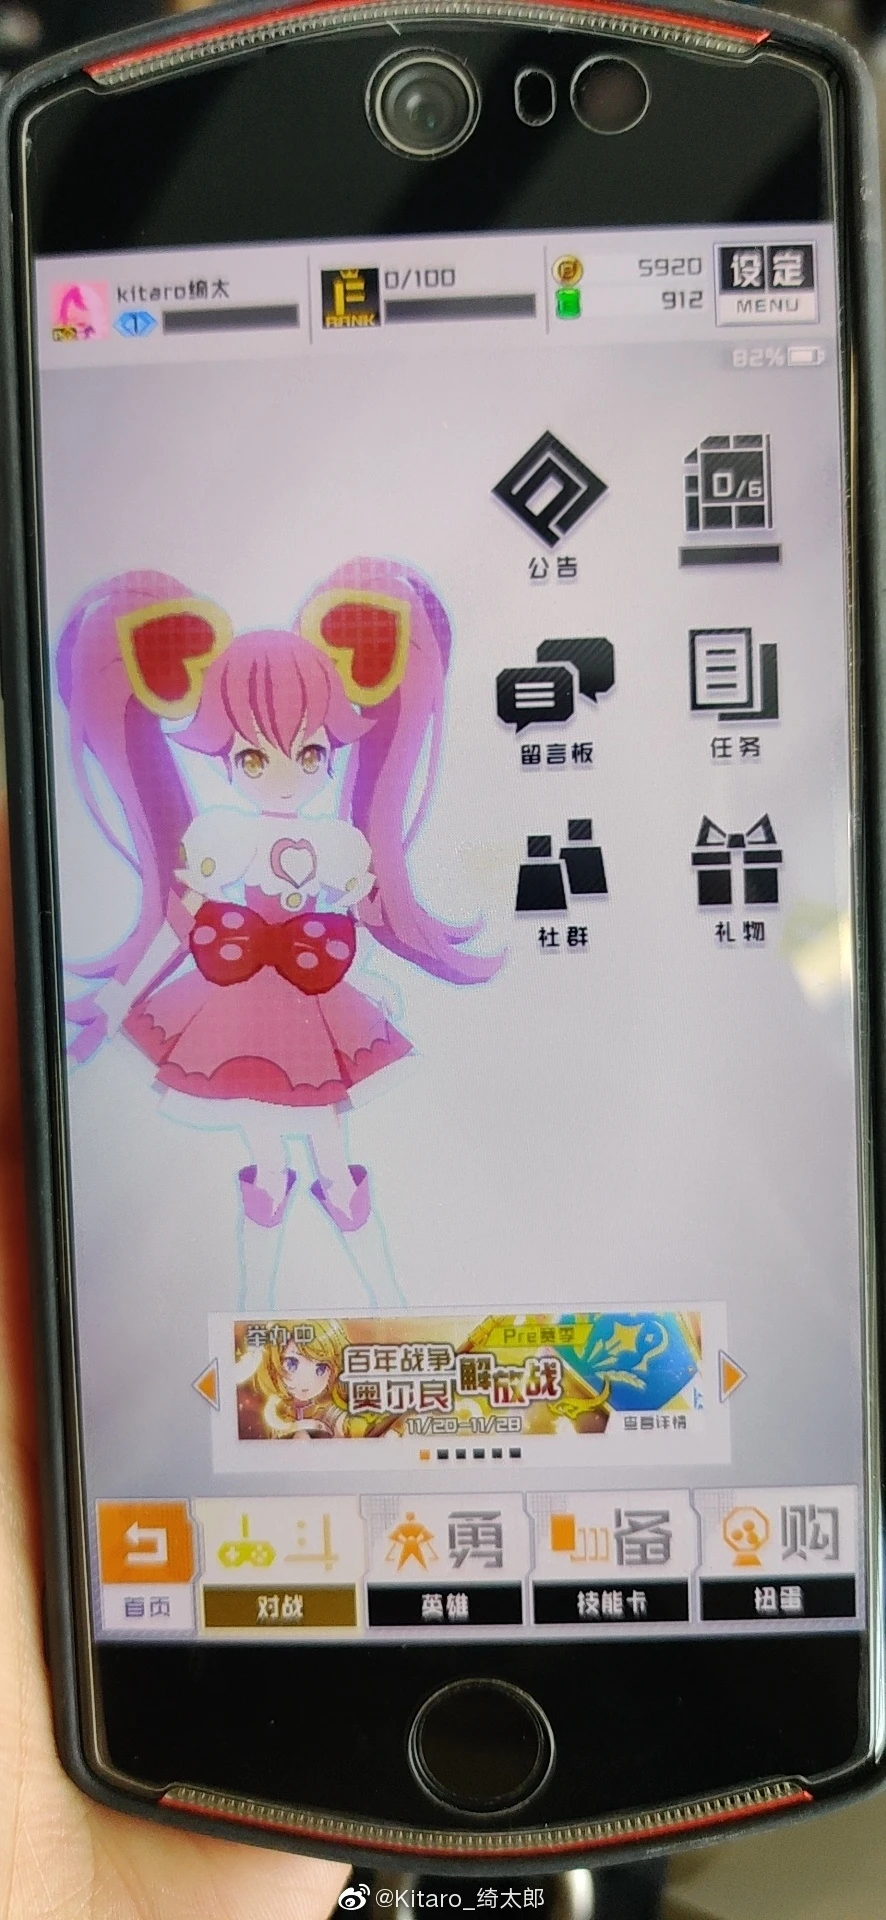 kitaro绮太
1
F
RANK
0/100
5920
912
设定
MENU
82%
公告
0/6
留言板
任务
社群
礼物
举办中
Pre赛季
百年战争
奥尔良
解放战
11/20-11/28
查看详情
首页
对战
勇
英雄
备
技能卡
购
扭蛋
@Kitaro_绮太郎